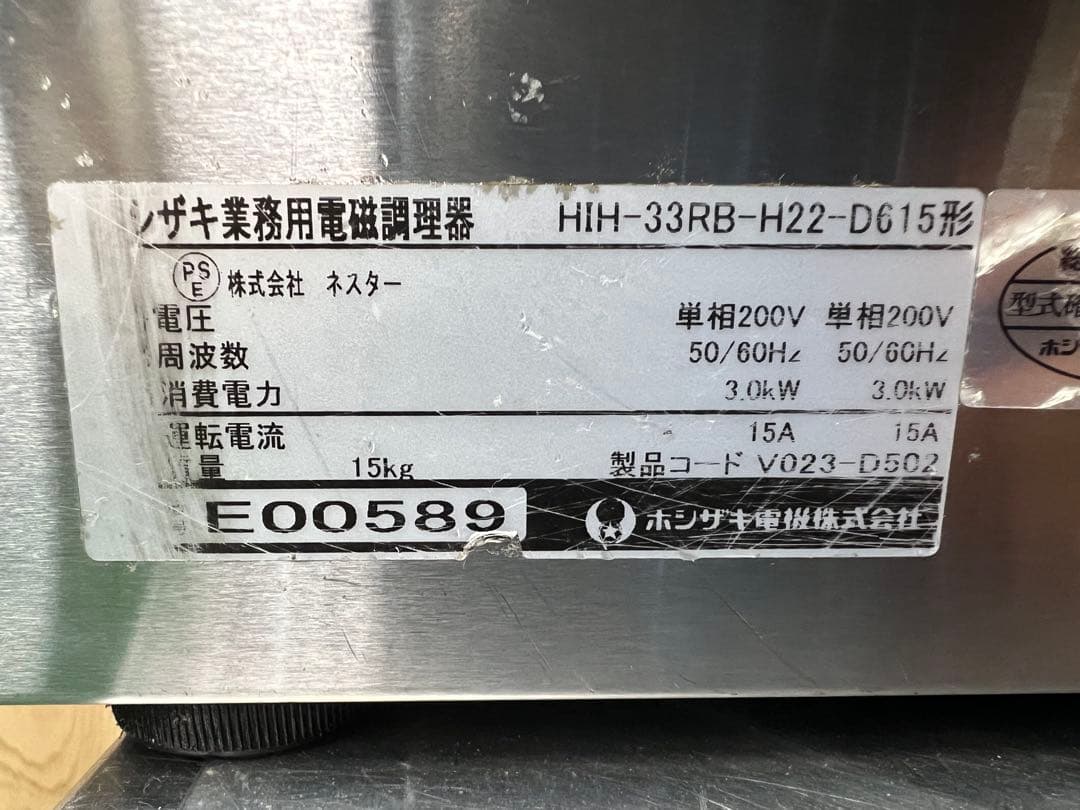 シザキ業務用電磁調理器 HIH-33RB-H22-D615形
PSE 株式会社 ネスター
電圧 単相200V 単相200V
周波数 50/60Hz 50/60Hz
消費電力 3.0kW 3.0kW
運転電流 15A 15A
量 15kg 製品コード V023-D502
E00589 ホシザキ電機株式会社
型式確
ホシ